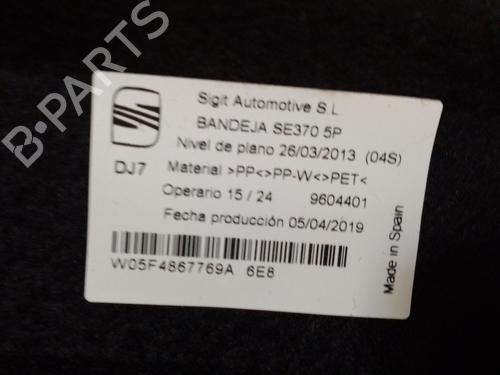 Sigit Automotive S.L.
BANDEJA SE370 5P
Nivel de plano 26/03/2013 (04S)
DJ7
Material >PP<>PP-W<>PET<
Operario 15 / 24 9604401
Fecha producción 05/04/2019
W05F4867769A 6E8
Made in Spain
B-PARTS